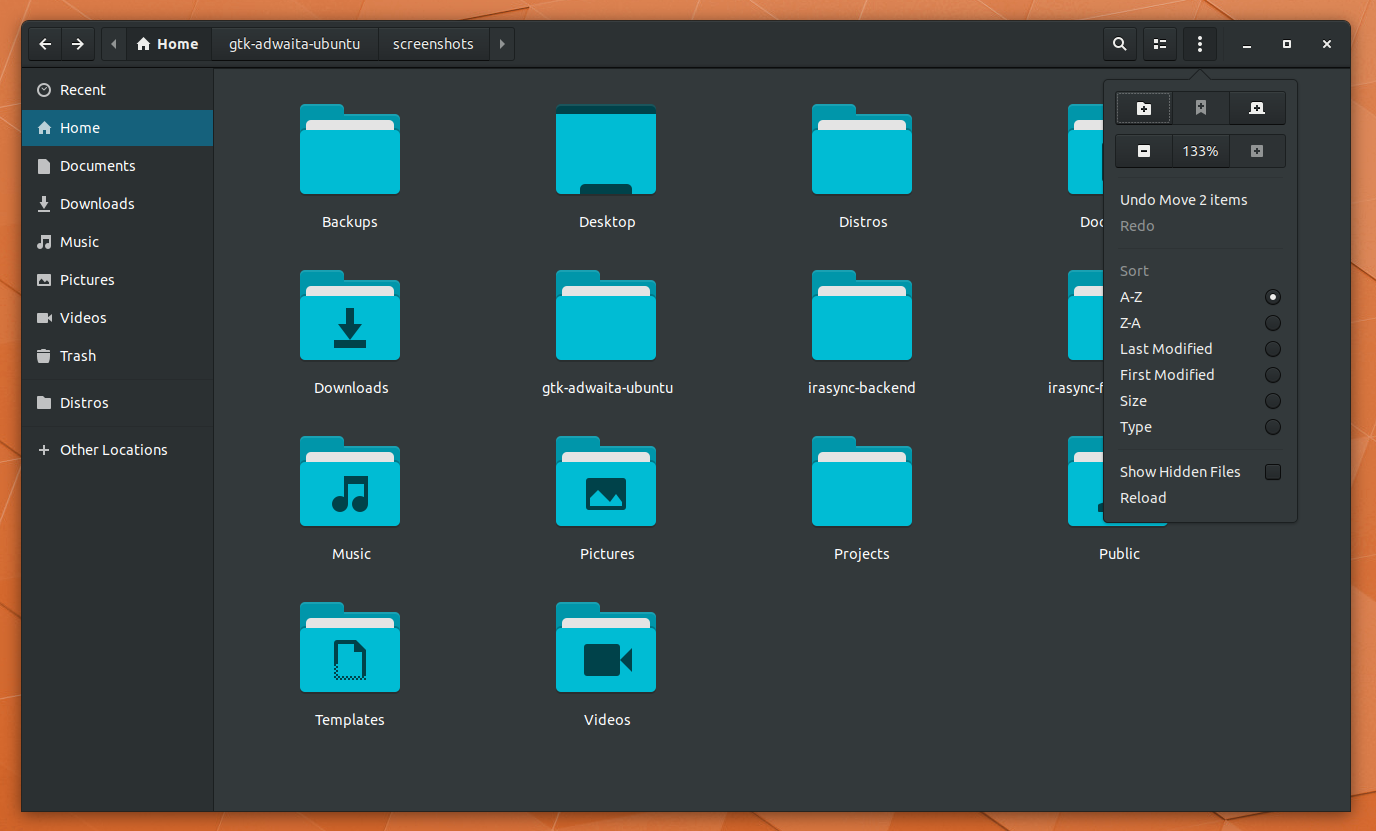 Home
gtk-adwaita-ubuntu
screenshots
Recent
Home
Documents
Downloads
Music
Pictures
Videos
Trash
Distros
Other Locations
Backups
Desktop
Distros
Doc
Downloads
gtk-adwaita-ubuntu
irasync-backend
irasync-f
Music
Pictures
Projects
Public
Templates
Videos
133%
Undo Move 2 items
Redo
Sort
A-Z
Z-A
Last Modified
First Modified
Size
Type
Show Hidden Files
Reload